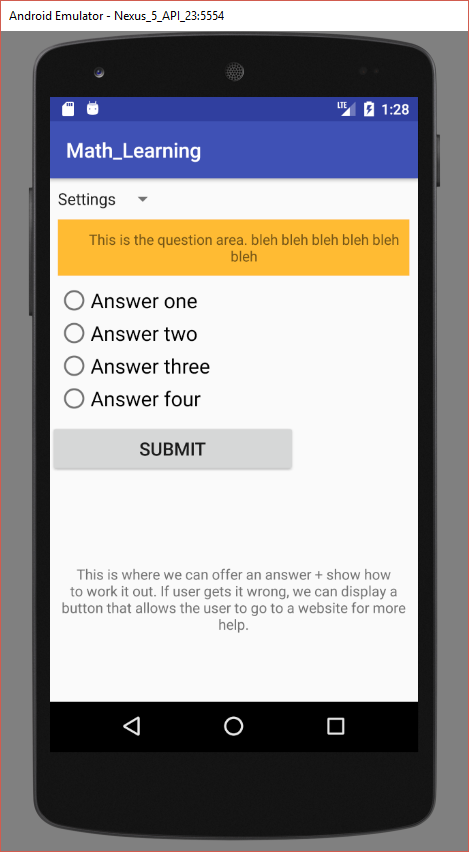 Android Emulator - Nexus_5_API_23:5554
LTE 1:28
Math_Learning
Settings
This is the question area. bleh bleh bleh bleh bleh
bleh
Answer one
Answer two
Answer three
Answer four
SUBMIT
This is where we can offer an answer + show how
to work it out. If user gets it wrong, we can display a
button that allows the user to go to a website for more
help.